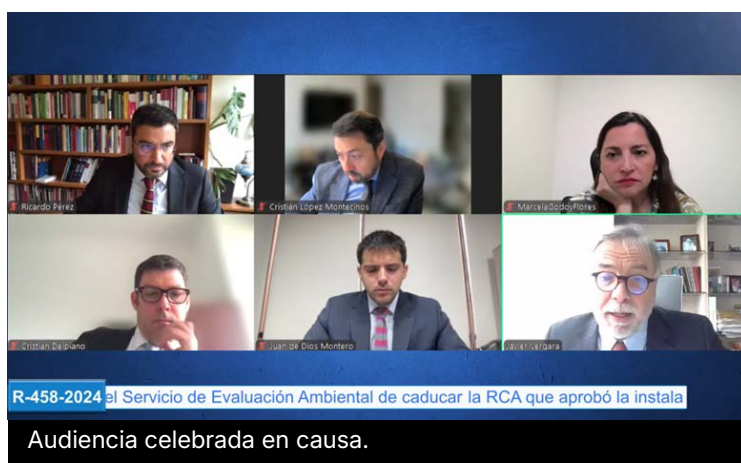 Ricardo Pérez
Cristián López Montecinos
MarcelaGodoyFlores
Cristian Delpiano
Juan de Dios Montero
Javier Vergara
R-458-2024
el Servicio de Evaluación Ambiental de caducar la RCA que aprobó la instala
Audiencia celebrada en causa.